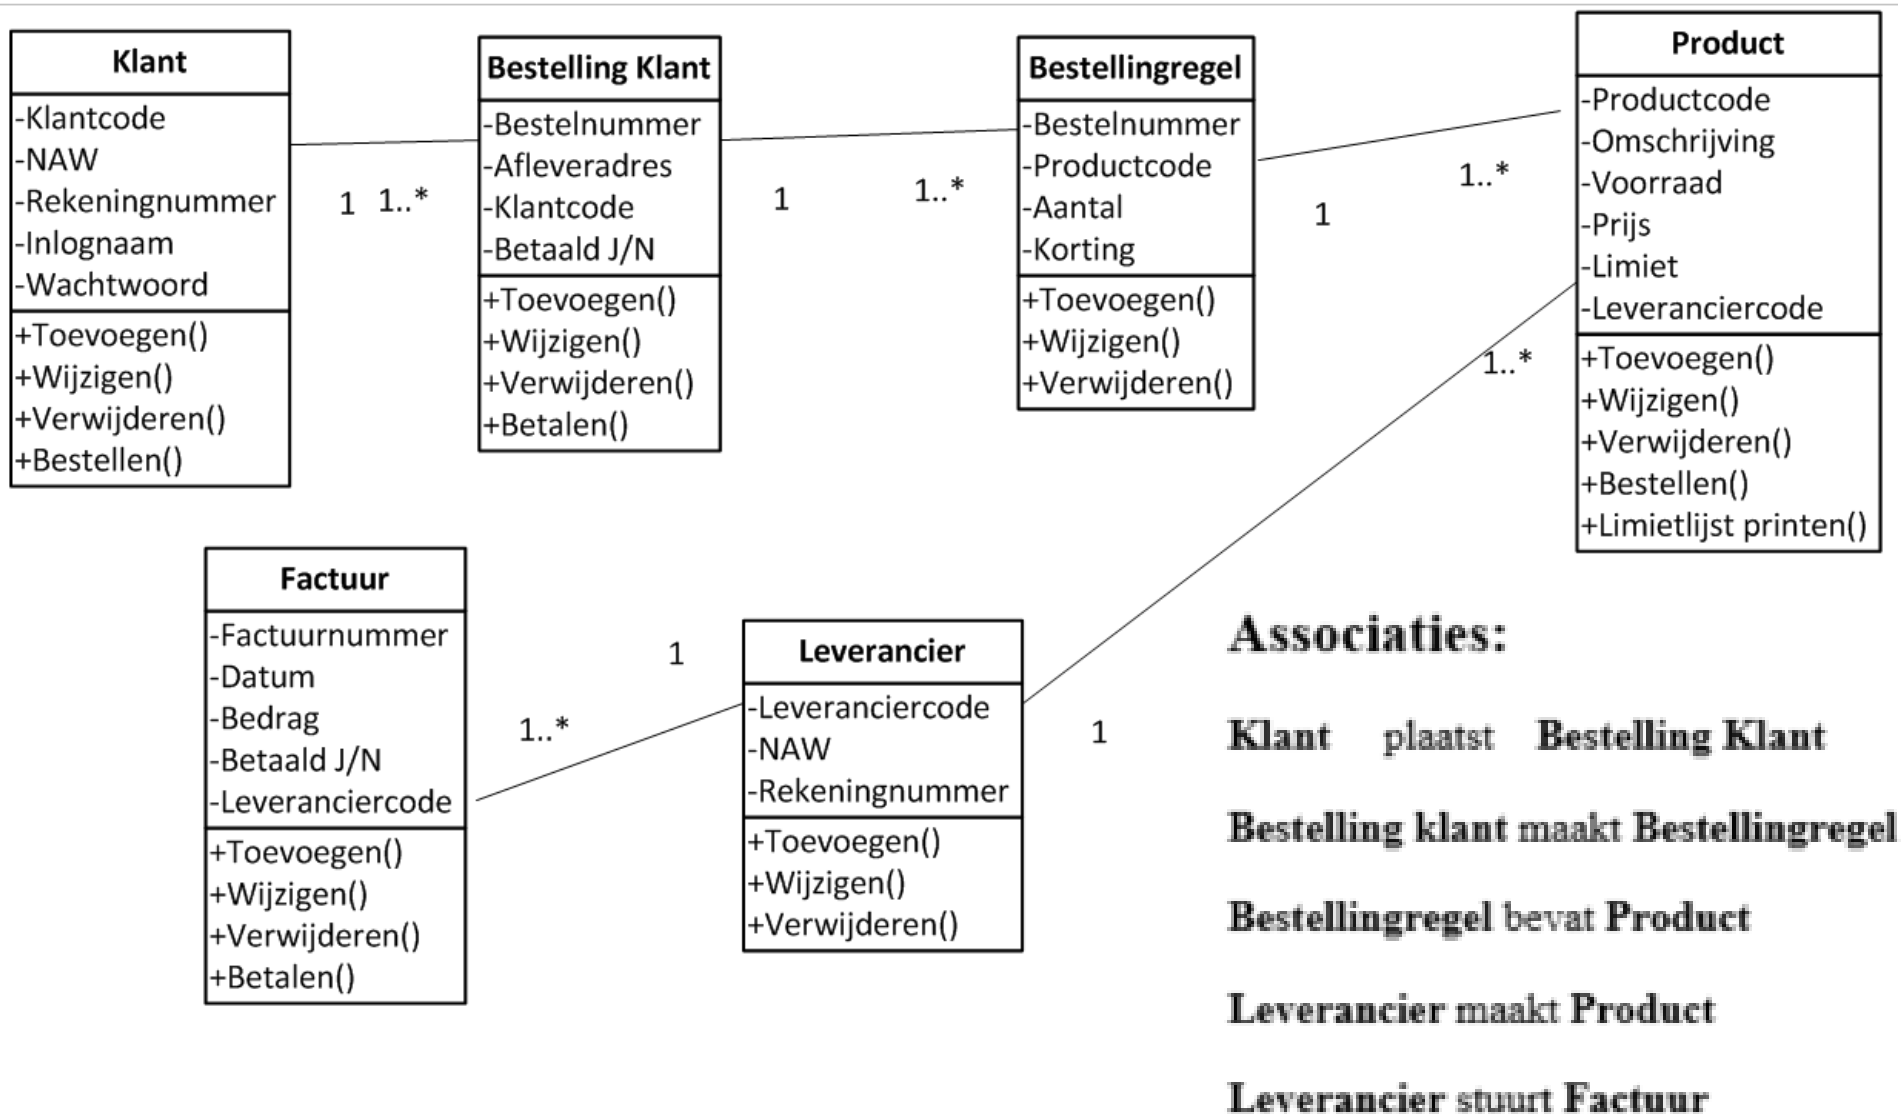 Klant
-Klantcode
-NAW
-Rekeningnummer
-Inlognaam
-Wachtwoord
+Toevoegen()
+Wijzigen()
+Verwijderen()
+Bestellen()
1 1..*
Bestelling Klant
-Bestelnummer
-Afleveradres
-Klantcode
-Betaald J/N
+Toevoegen()
+Wijzigen()
+Verwijderen()
+Betalen()
1
1..*
Bestellingregel
-Bestelnummer
-Productcode
-Aantal
-Korting
+Toevoegen()
+Wijzigen()
+Verwijderen()
1
1..*
Product
-Productcode
-Omschrijving
-Voorraad
-Prijs
-Limiet
-Leveranciercode
+Toevoegen()
+Wijzigen()
+Verwijderen()
+Bestellen()
+Limietlijst printen()
1..*
Factuur
-Factuurnummer
-Datum
-Bedrag
-Betaald J/N
-Leveranciercode
+Toevoegen()
+Wijzigen()
+Verwijderen()
+Betalen()
1..*
1
Leverancier
-Leveranciercode
-NAW
-Rekeningnummer
+Toevoegen()
+Wijzigen()
+Verwijderen()
1
Associaties:
Klant plaatst Bestelling Klant
Bestelling klant maakt Bestellingregel
Bestellingregel bevat Product
Leverancier maakt Product
Leverancier stuurt Factuur